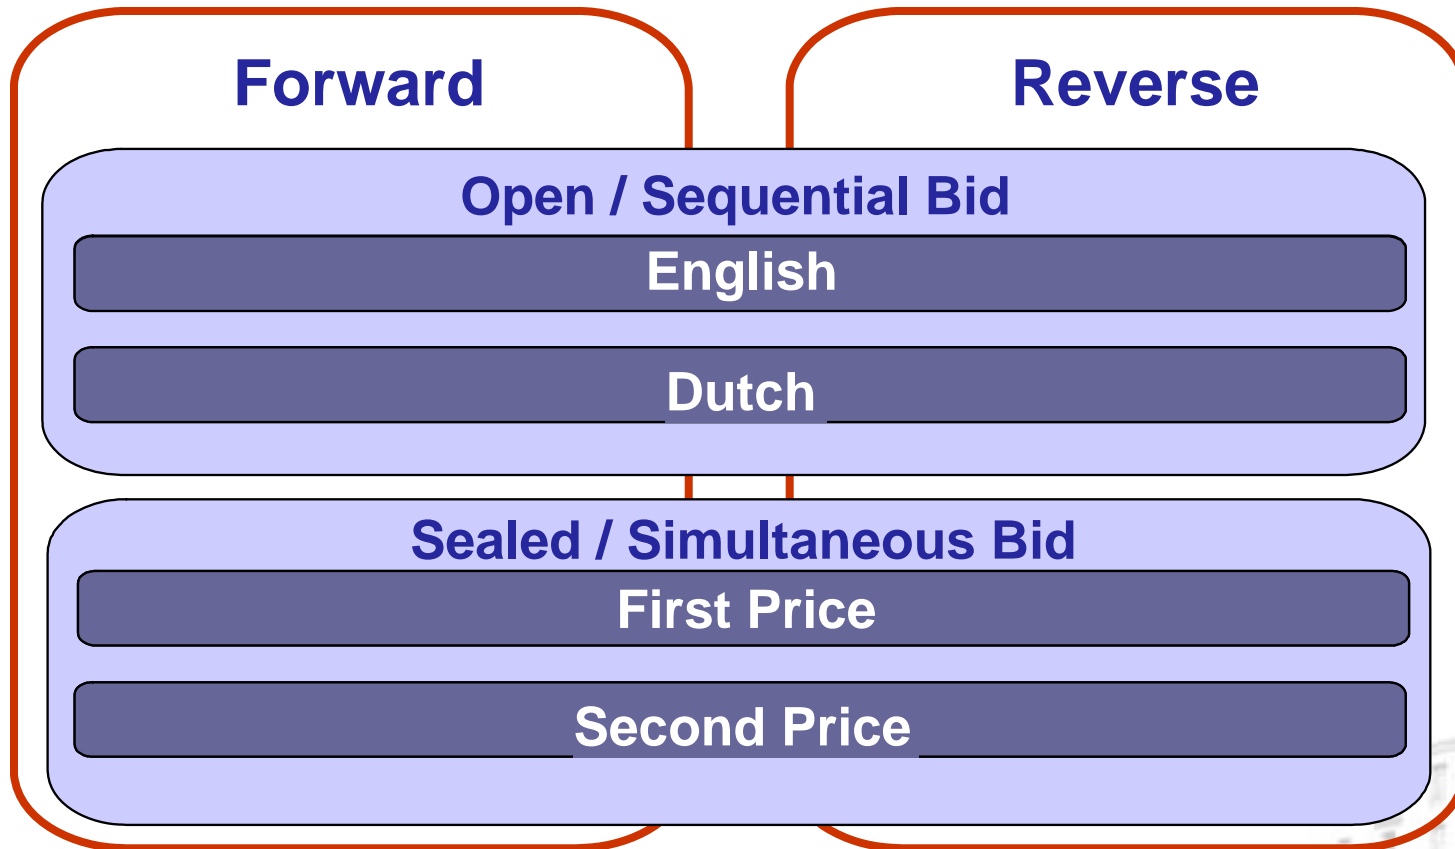 Forward
Reverse
Open / Sequential Bid
English
Dutch
Sealed / Simultaneous Bid
First Price
Second Price